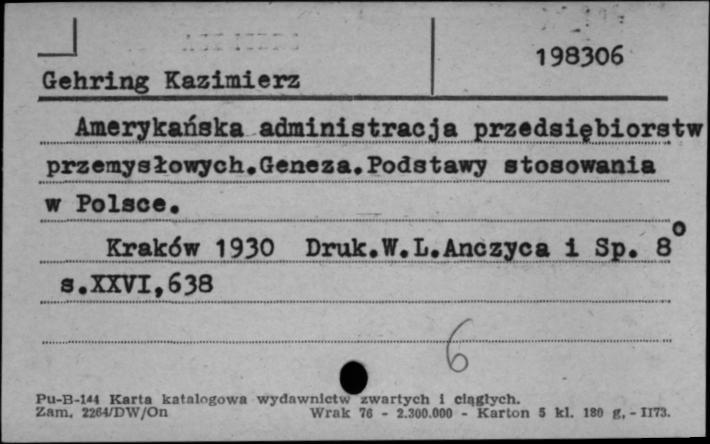 198306
Gehring Kazimierz
Amerykańska administracja przedsiębiorstw
przemysłowych.Geneza.Podstawy stosowania
w Polsce.
Kraków 1930 Druk.W.L.Anczyca i Sp. 8°
s.XXVI,638
6
Pu-B-144 Karta katalogowa wydawnictw zwartych i ciągłych.
Zam. 2264/DW/On Wrak 76 - 2.300.000 - Karton 5 kl. 180 g, - II73.